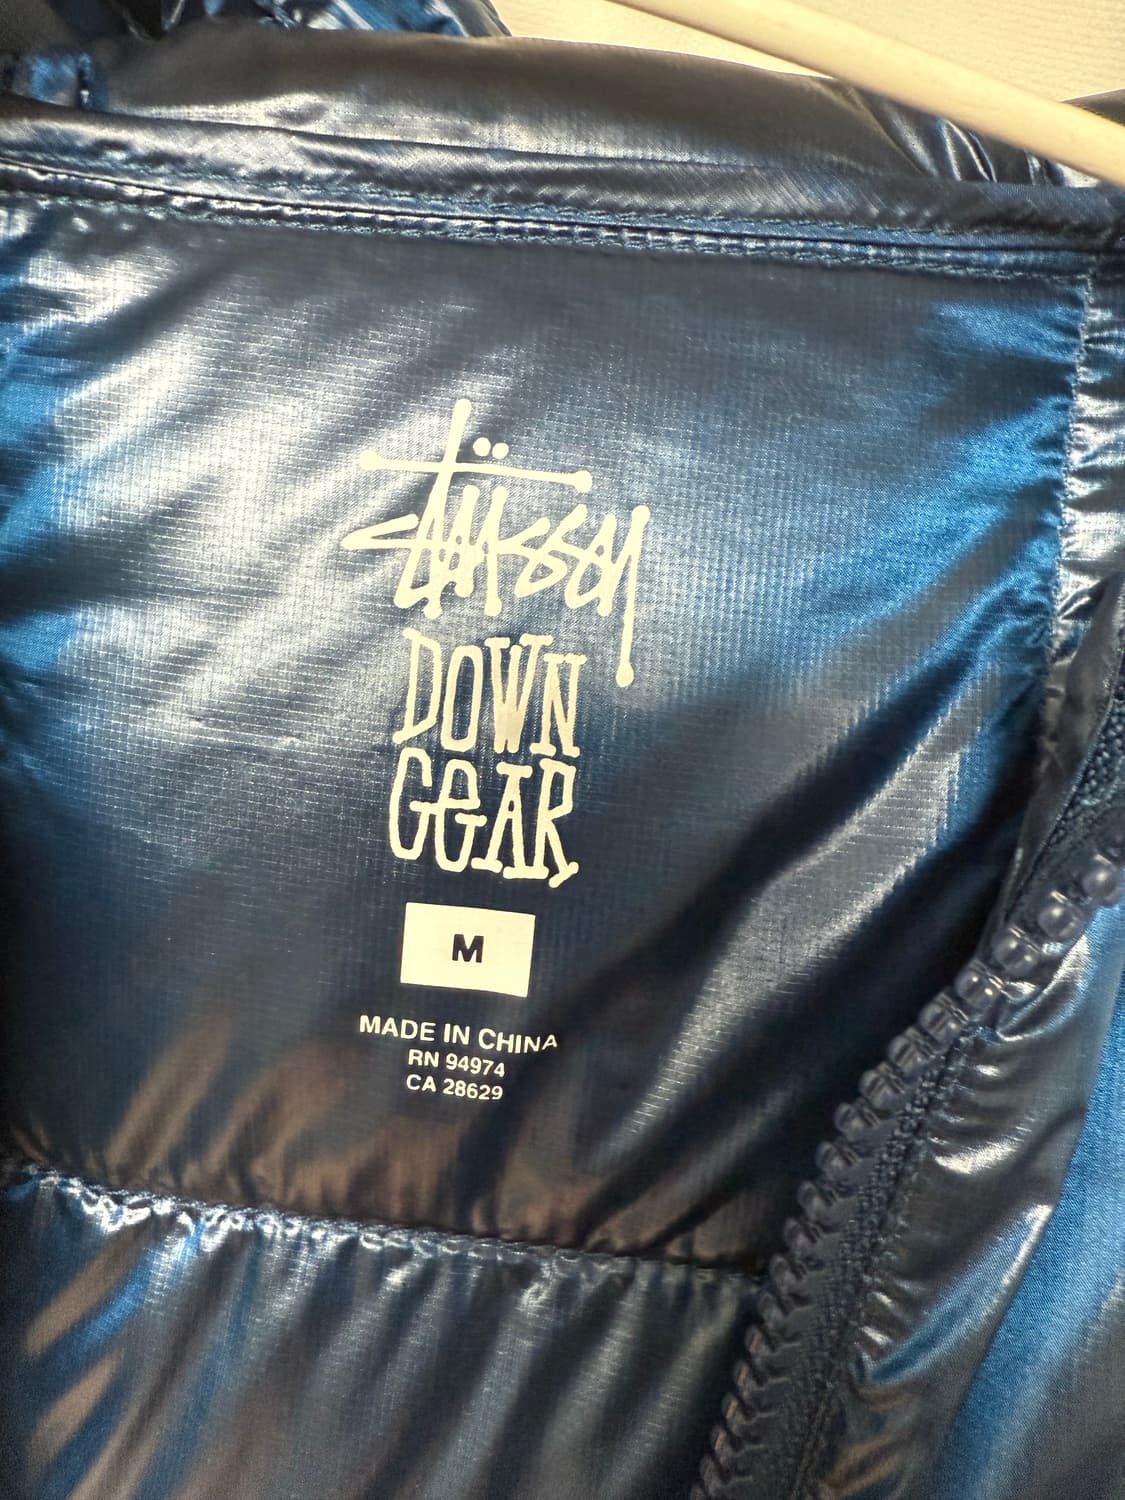 Stüssy
DOWN
GEAR
M
MADE IN CHINA
RN 94974
CA 28629